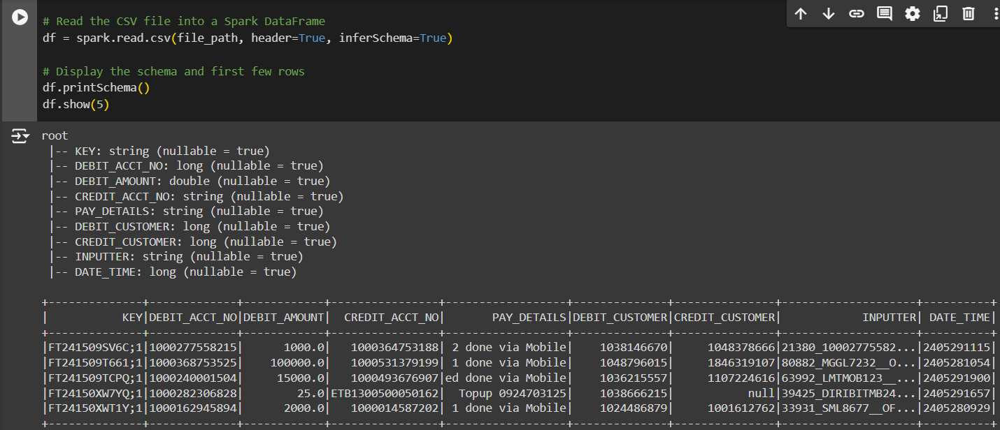 # Read the CSV file into a Spark DataFrame
df = spark.read.csv(file_path, header=True, inferSchema=True)
# Display the schema and first few rows
df.printSchema()
df.show(5)
root
 |-- KEY: string (nullable = true)
 |-- DEBIT_ACCT_NO: long (nullable = true)
 |-- DEBIT_AMOUNT: double (nullable = true)
 |-- CREDIT_ACCT_NO: string (nullable = true)
 |-- PAY_DETAILS: string (nullable = true)
 |-- DEBIT_CUSTOMER: long (nullable = true)
 |-- CREDIT_CUSTOMER: long (nullable = true)
 |-- INPUTTER: string (nullable = true)
 |-- DATE_TIME: long (nullable = true)
+--------------+-------------+------------+----------------+------------------+--------------+---------------+--------------------+----------+
|           KEY|DEBIT_ACCT_NO|DEBIT_AMOUNT|  CREDIT_ACCT_NO|       PAY_DETAILS|DEBIT_CUSTOMER|CREDIT_CUSTOMER|            INPUTTER| DATE_TIME|
+--------------+-------------+------------+----------------+------------------+--------------+---------------+--------------------+----------+
|FT241509SV6C;1|1000277558215|      1000.0|   1000364753188| 2 done via Mobile|    1038146670|     1048378666|21380_10002775582...|2405291115|
|FT241509T661;1|1000368753525|    100000.0|   1000531379199| 1 done via Mobile|    1048796015|     1846319107|80882_MGGL7232__O...|2405281054|
|FT241509TCPQ;1|1000240001504|     15000.0|   1000493676907|ed done via Mobile|    1036215557|     1107224616|63992_LMTMOB123__...|2405291900|
|FT24150XW7YQ;1|1000282306828|        25.0|ETB1300500050162|  Topup 0924703125|    1038666215|           null|39425_DIRIBITMB24...|2405291657|
|FT24150XWT1Y;1|1000162945894|      2000.0|   1000014587202| 1 done via Mobile|    1024486879|     1001612762|33931_SML8677__OF...|2405280929|
+--------------+-------------+------------+----------------+------------------+--------------+---------------+--------------------+----------+